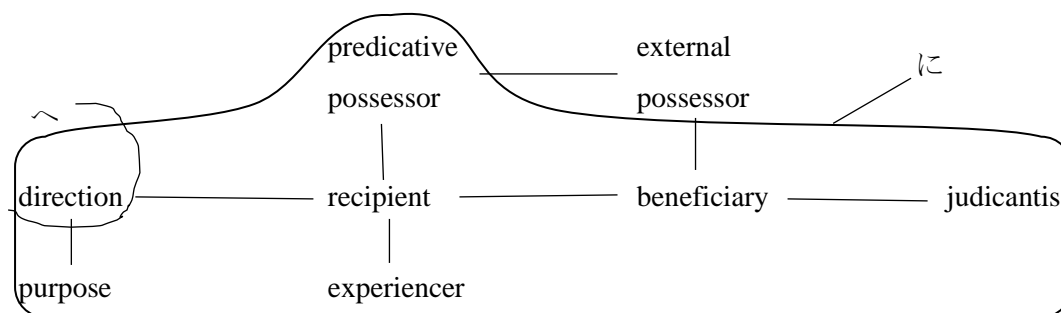 predicative external
に
possessor possessor
へ
direction recipient beneficiary judicantis
purpose experiencer